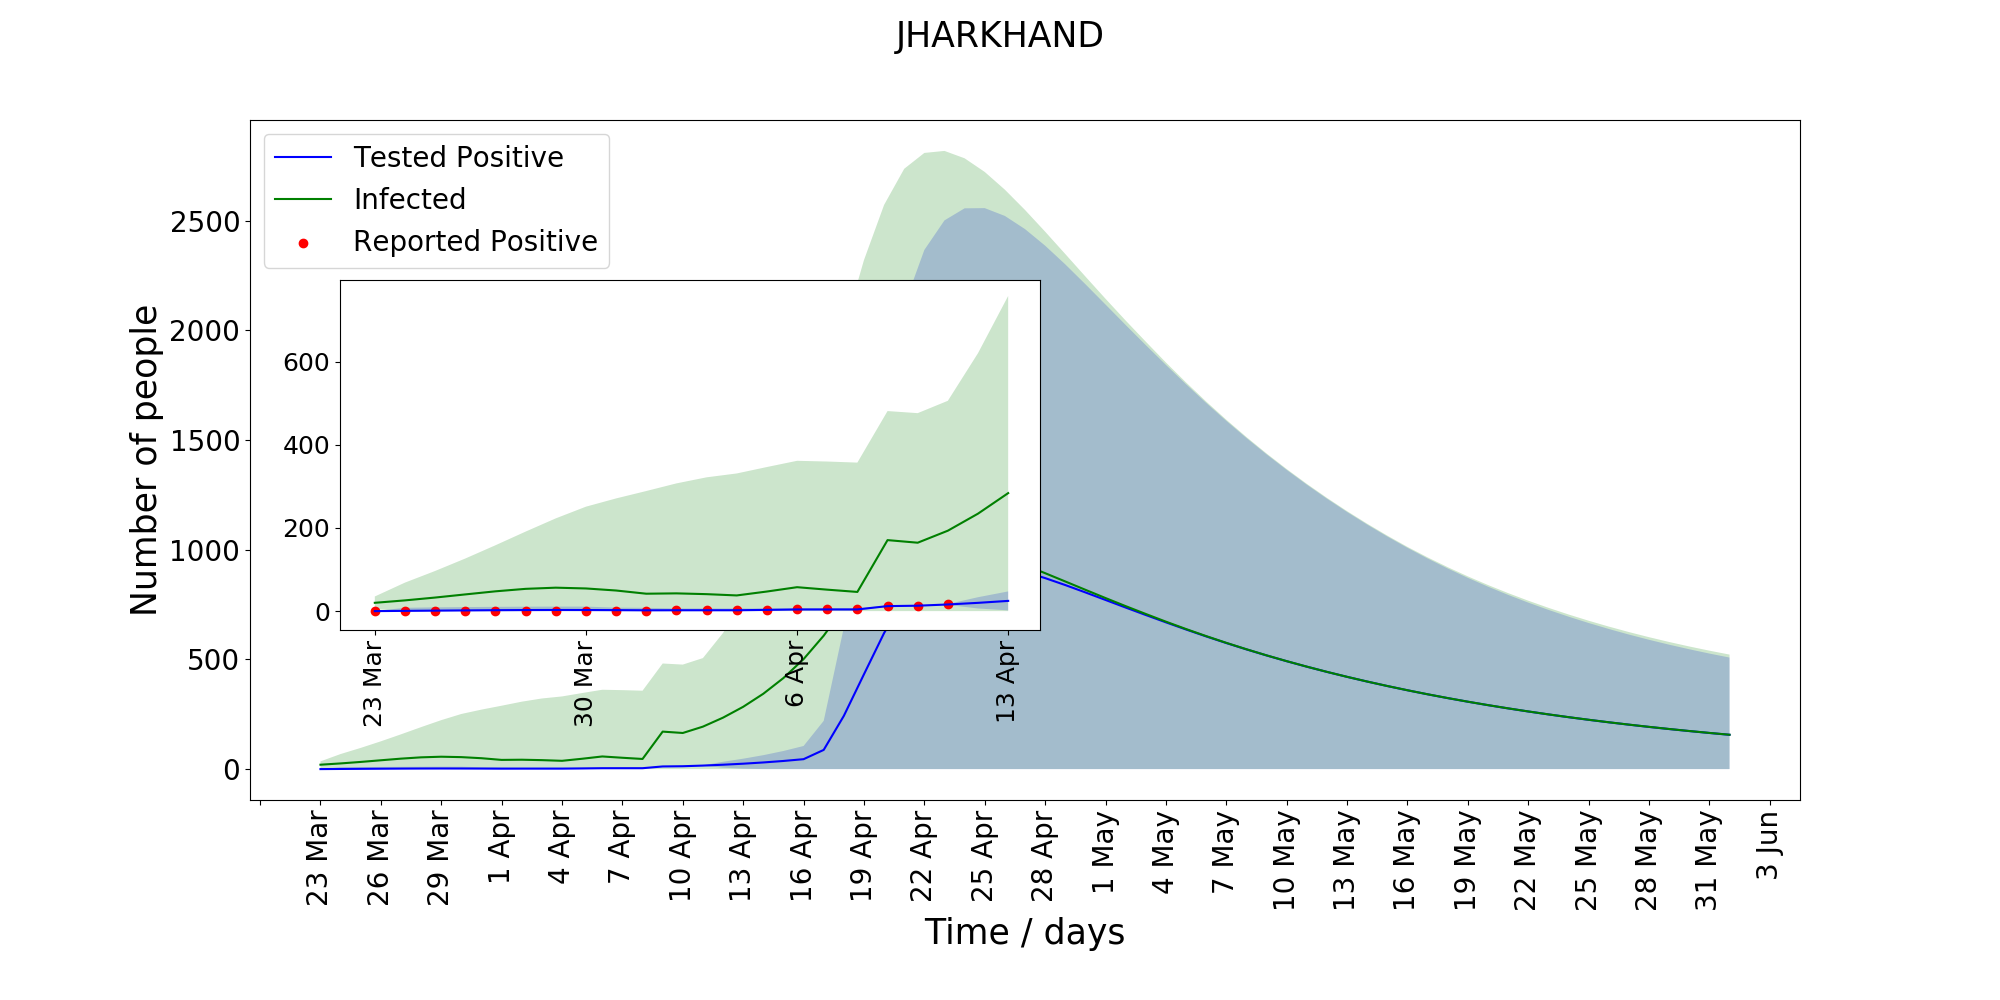 JHARKHAND
Tested Positive
Infected
Reported Positive
Number of people
2500
2000
1500
1000
500
0
600
400
200
0
23 Mar
30 Mar
6 Apr
13 Apr
23 Mar
26 Mar
29 Mar
1 Apr
4 Apr
7 Apr
10 Apr
13 Apr
16 Apr
19 Apr
22 Apr
25 Apr
28 Apr
1 May
4 May
7 May
10 May
13 May
16 May
19 May
22 May
25 May
28 May
31 May
3 Jun
Time / days